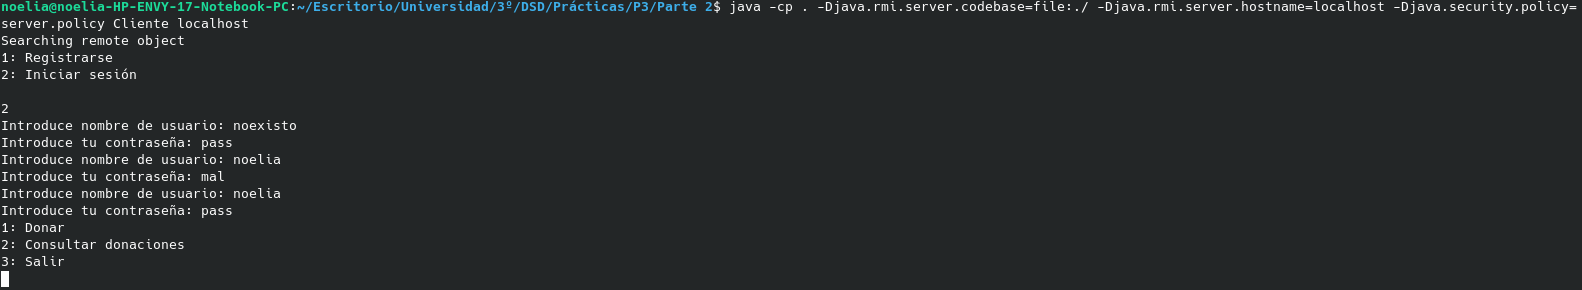 noelia@noelia-HP-ENVY-17-Notebook-PC:~/Escritorio/Universidad/3º/DSD/Prácticas/P3/Parte 2$ java -cp . -Djava.rmi.server.codebase=file:./ -Djava.rmi.server.hostname=localhost -Djava.security.policy=
server.policy Cliente localhost
Searching remote object
1: Registrarse
2: Iniciar sesión
2
Introduce nombre de usuario: noexisto
Introduce tu contraseña: pass
Introduce nombre de usuario: noelia
Introduce tu contraseña: mal
Introduce nombre de usuario: noelia
Introduce tu contraseña: pass
1: Donar
2: Consultar donaciones
3: Salir